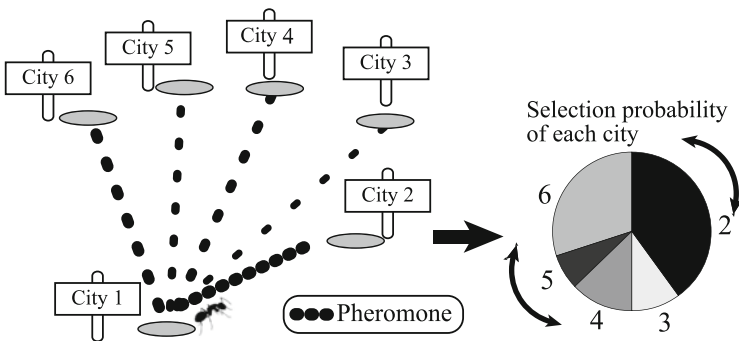 City 4
City 5
City 3
City 6
Selection probability
of each city
City 2
6
2
5
City 1
4
3
Pheromone